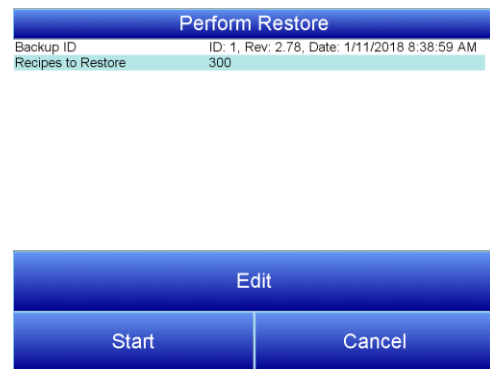 Perform Restore
Backup ID ID: 1, Rev: 2.78, Date: 1/11/2018 8:38:59 AM
Recipes to Restore 300
Edit
Start Cancel